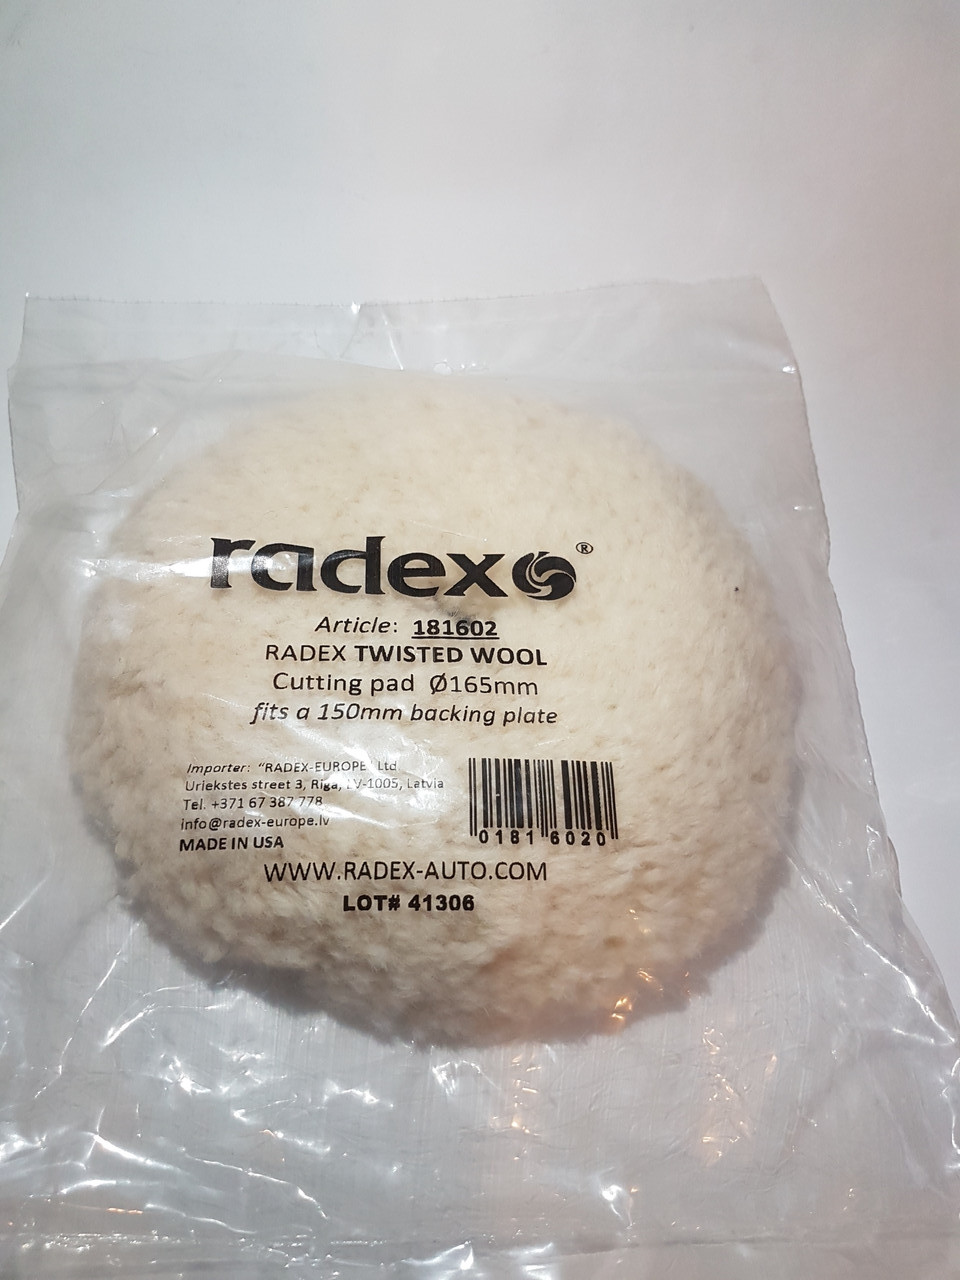 radex ®
Article: 181602
RADEX TWISTED WOOL
Cutting pad Ø165mm
fits a 150mm backing plate
Importer: "RADEX-EUROPE" Ltd
Uriekstes street 3, Riga, LV-1005, Latvia
Tel. +371 67 387 778
info@radex-europe.lv
MADE IN USA
0181 6020
WWW.RADEX-AUTO.COM
LOT# 41306